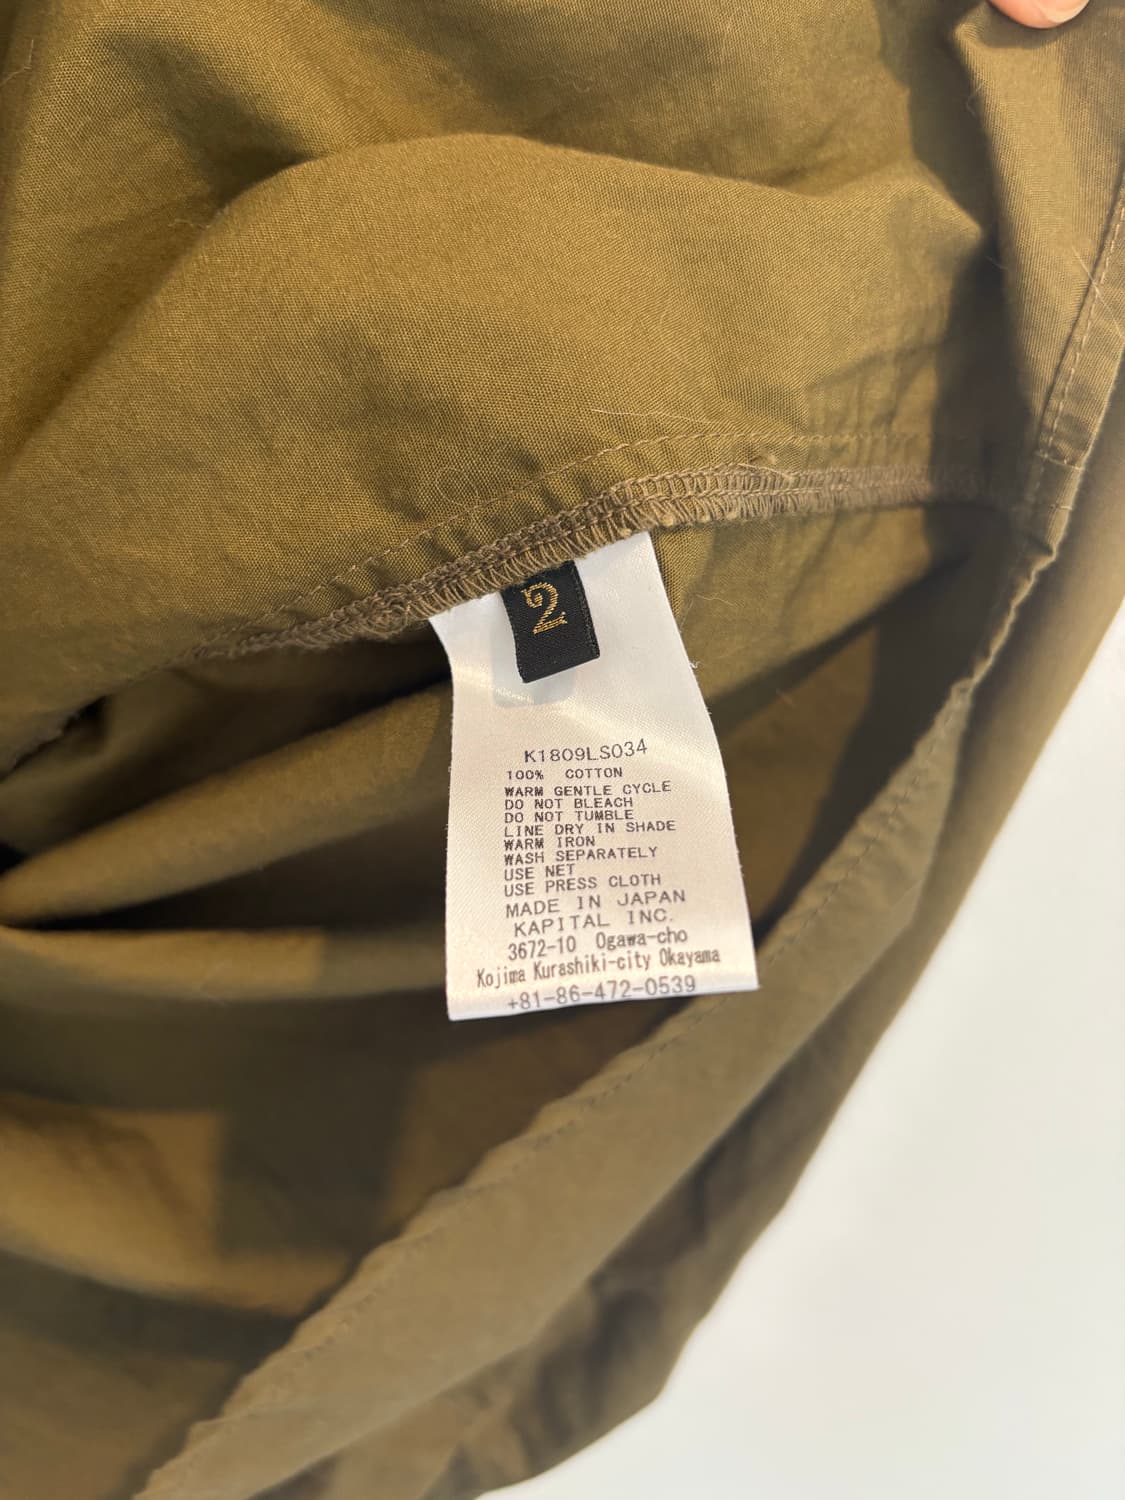 2
K1809LS034
100% COTTON
WARM GENTLE CYCLE
DO NOT BLEACH
DO NOT TUMBLE
LINE DRY IN SHADE
WARM IRON
WASH SEPARATELY
USE NET
USE PRESS CLOTH
MADE IN JAPAN
KAPITAL INC.
3672-10 Ogawa-cho
Kojima Kurashiki-city Okayama
+81-86-472-0539